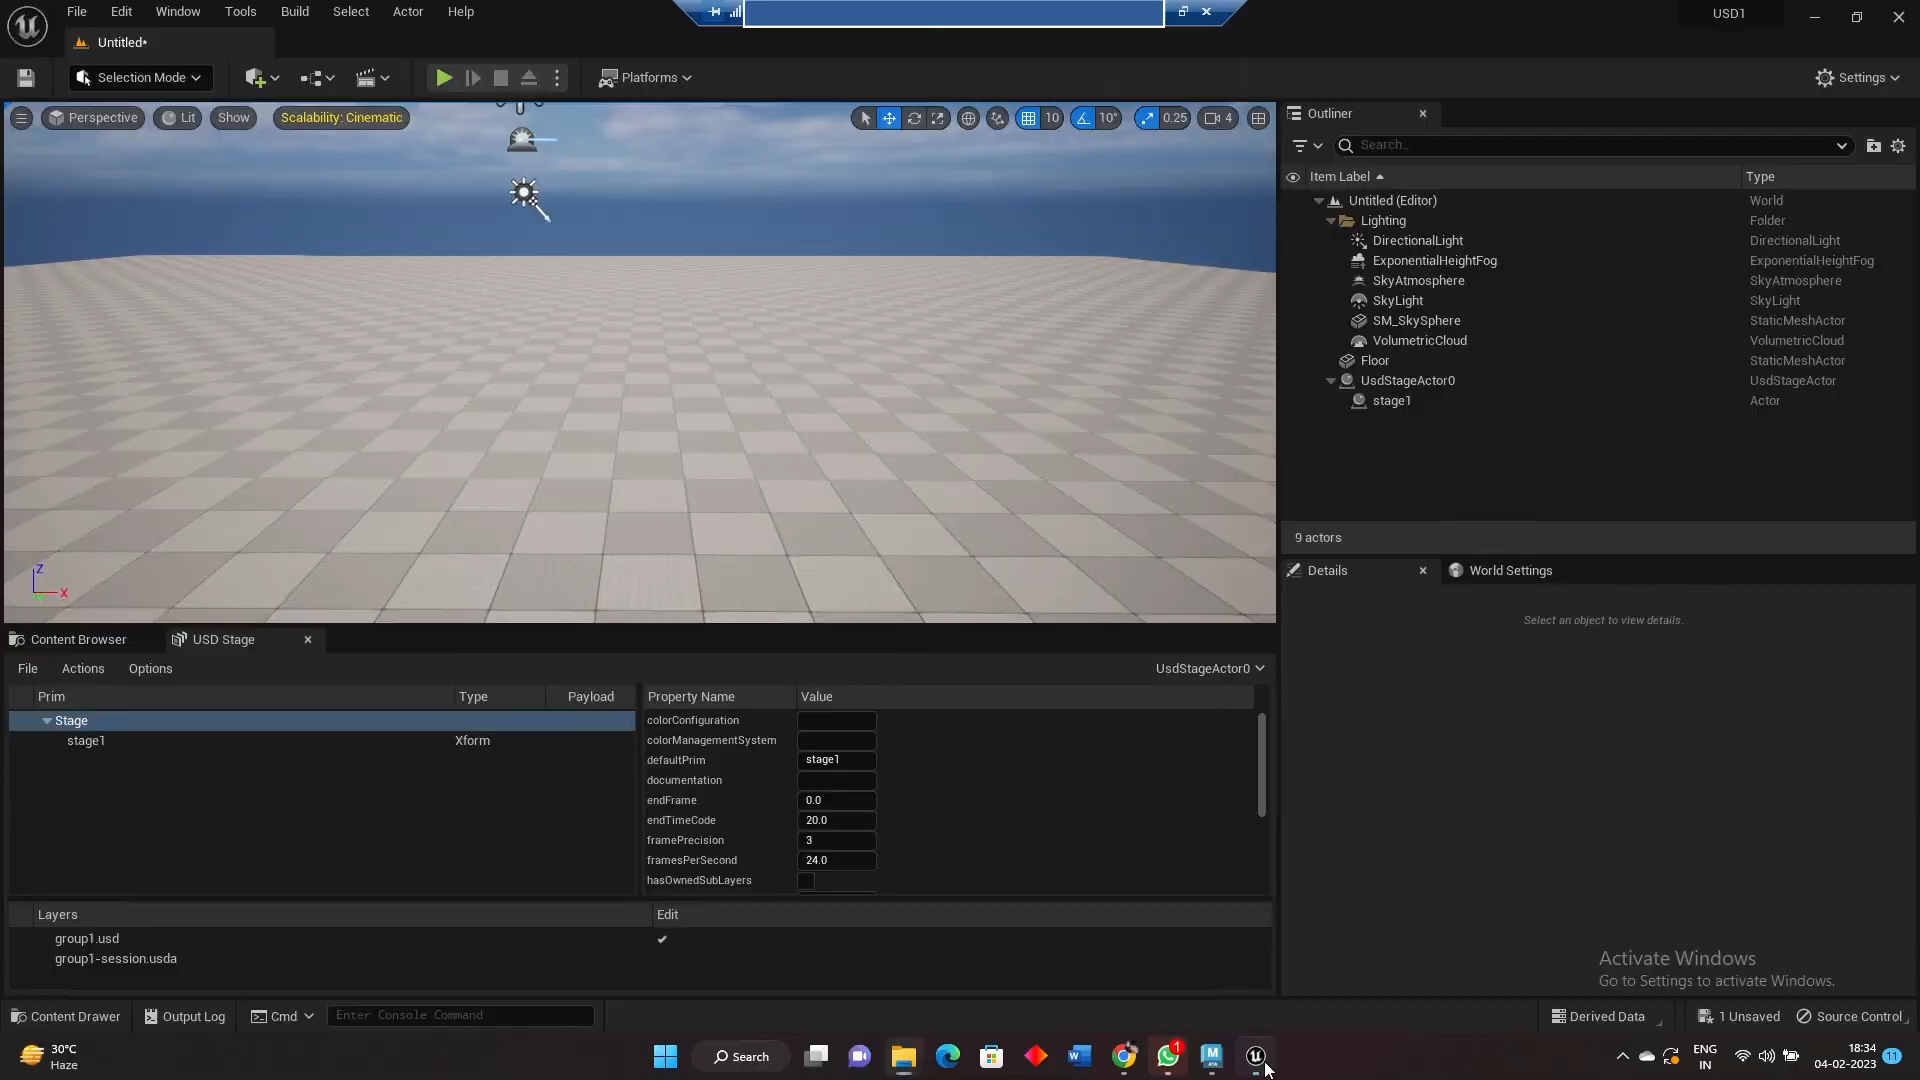 File Edit Window Tools Build Select Actor Help
USD1
Untitled*
Selection Mode
Platforms
Settings
Perspective Lit Show Scalability: Cinematic
10 10° 0.25 4
Outliner
Search...
Item Label Type
Untitled (Editor) World
Lighting Folder
DirectionalLight DirectionalLight
ExponentialHeightFog ExponentialHeightFog
SkyAtmosphere SkyAtmosphere
SkyLight SkyLight
SM_SkySphere StaticMeshActor
VolumetricCloud VolumetricCloud
Floor StaticMeshActor
UsdStageActor0 UsdStageActor
stage1 Actor
9 actors
Details World Settings
Select an object to view details.
Z
X
Content Browser USD Stage
File Actions Options UsdStageActor0
Prim Type Payload Property Name Value
Stage
stage1 Xform
colorConfiguration
colorManagementSystem
defaultPrim stage1
documentation
endFrame 0.0
endTimeCode 20.0
framePrecision 3
framesPerSecond 24.0
hasOwnedSubLayers
Layers Edit
group1.usd
group1-session.usda
Activate Windows
Go to Settings to activate Windows.
Content Drawer Output Log Cmd Enter Console Command Derived Data 1 Unsaved Source Control
30°C
Haze
Search
1
M
ENG
IN
18:34
04-02-2023
11